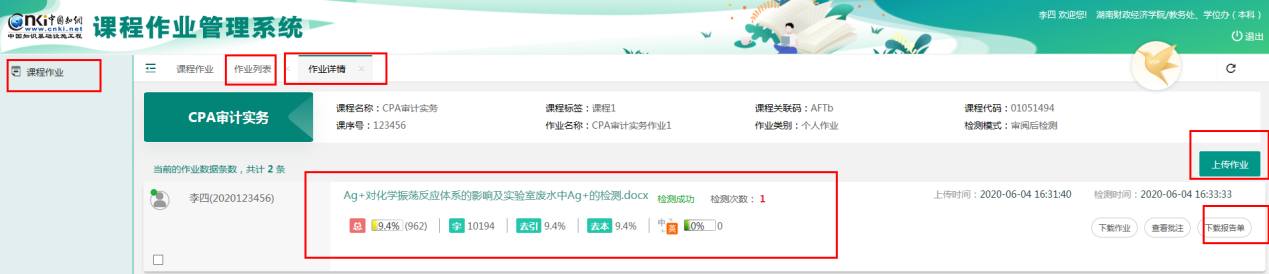 Cnki中国知网
www.cnki.net
中国知识基础设施工程
课程作业管理系统
李四 欢迎您! 湖南财政经济学院/教务处、学位办（本科）
退出
课程作业
课程作业 作业列表 × 作业详情 ×
VIP
CPA审计实务
课程名称：CPA审计实务 课程标签：课程1 课程关联码：AFTb 课程代码：01051494
课序号：123456 作业名称：CPA审计实务作业1 作业类别：个人作业 检测模式：审阅后检测
上传作业
当前的作业数据条数，共计 2 条
李四(2020123456)
Ag+对化学振荡反应体系的影响及实验室废水中Ag+的检测.docx 检测成功 检测次数：1
上传时间：2020-06-04 16:31:40 检测时间：2020-06-04 16:33:33
总 9.4% (962) 字 10194 去引 9.4% 去本 9.4% 中英 0% 0
下载作业 查看批注 下载报告单